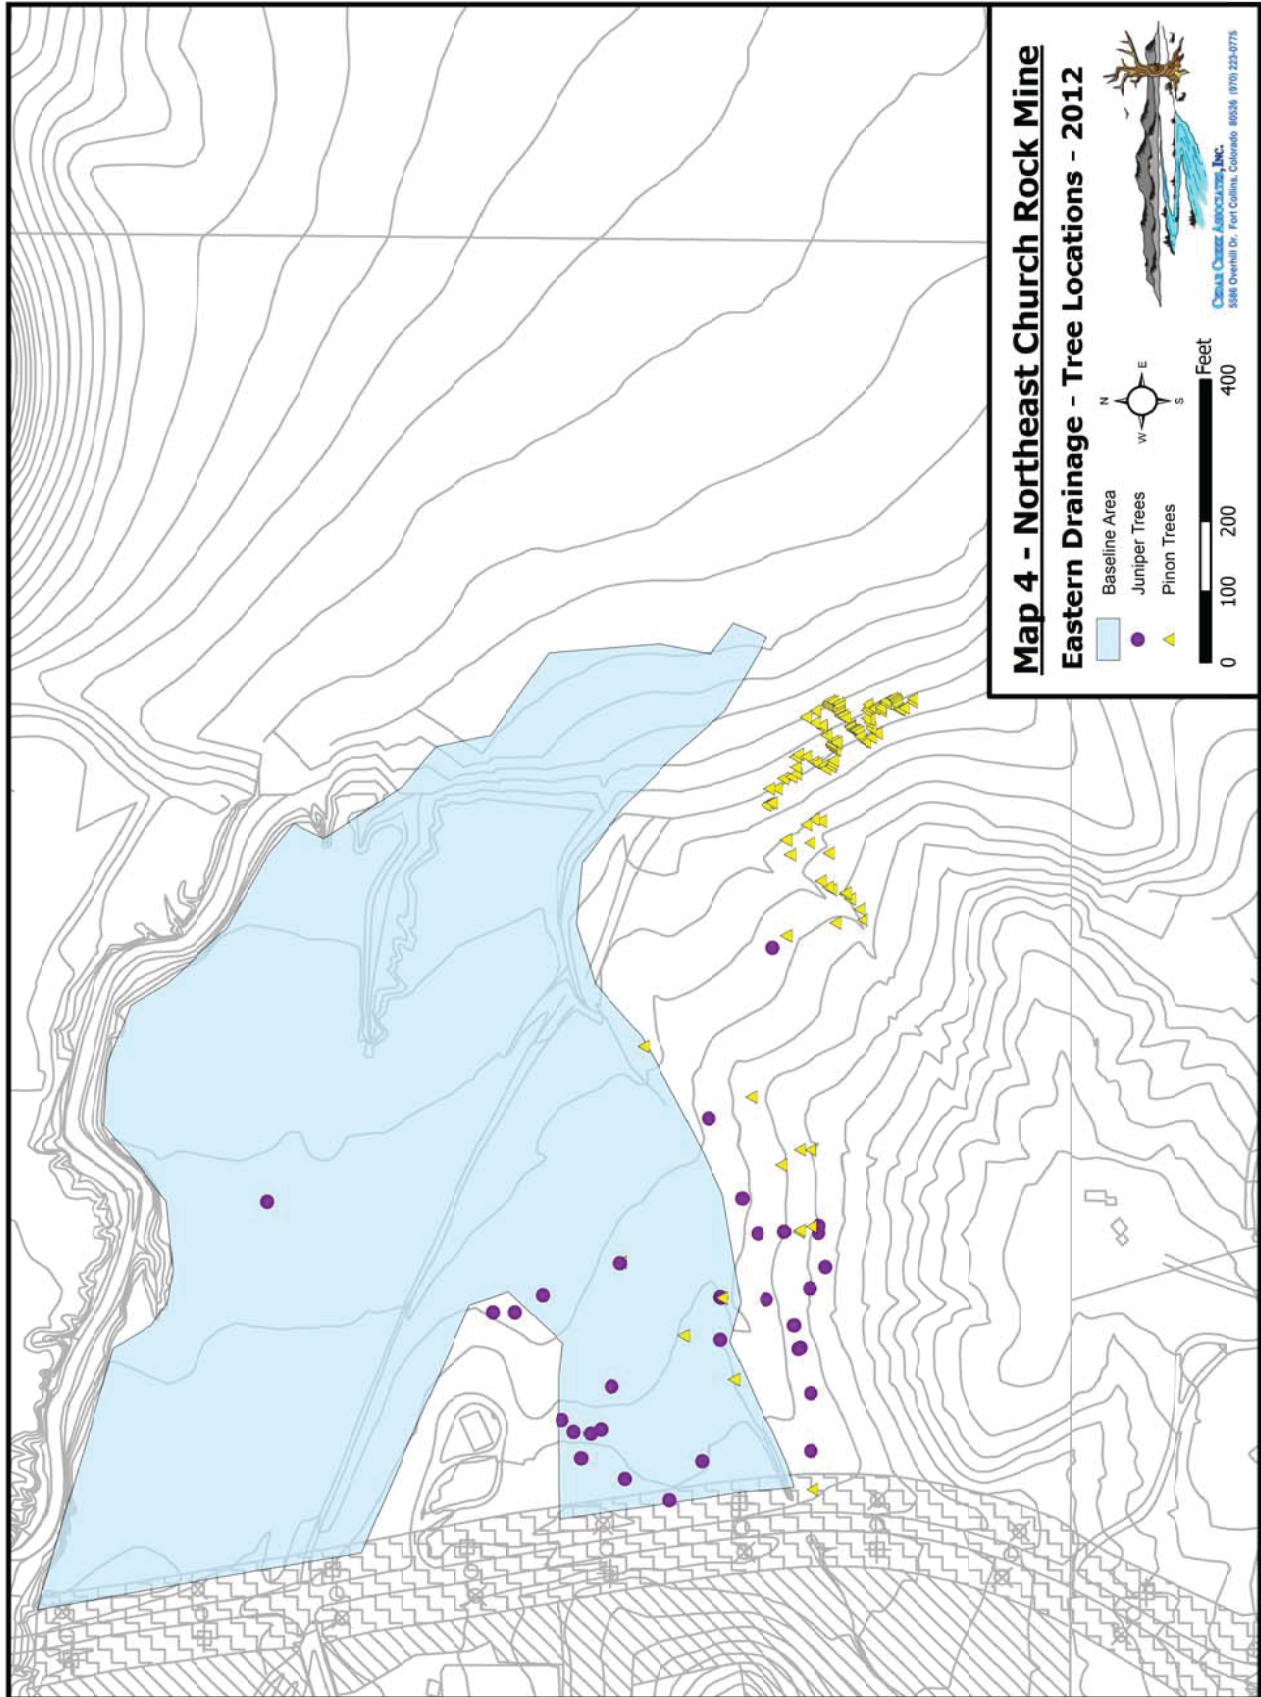 Map 4 - Northeast Church Rock Mine
Eastern Drainage - Tree Locations - 2012
Baseline Area
Juniper Trees
Pinon Trees
N
W
E
S
0
100
200
400
Feet
CEDAR CREEK ASSOCIATES, INC.
5586 Overhill Dr. Fort Collins, Colorado 80526 (970) 223-0775